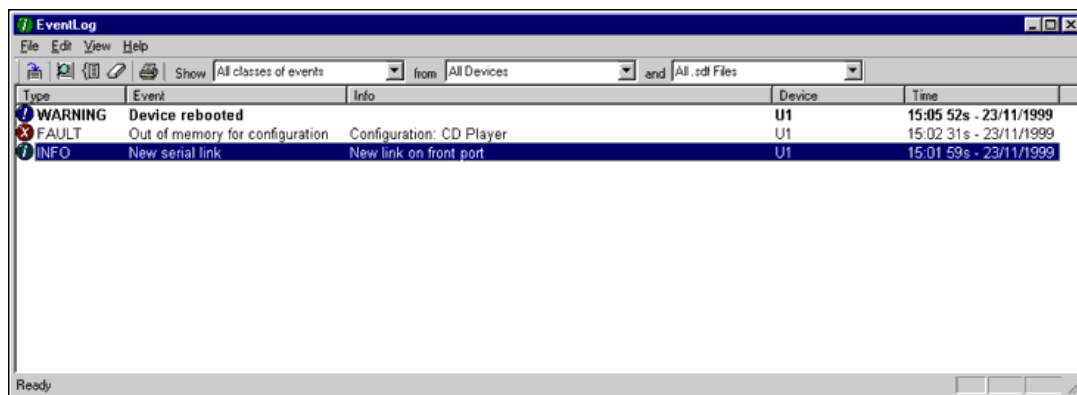 EventLog
File Edit View Help
Show All classes of events from All Devices and All .sdf Files
Type Event Info Device Time
WARNING Device rebooted U1 15:05 52s - 23/11/1999
FAULT Out of memory for configuration Configuration: CD Player U1 15:02 31s - 23/11/1999
INFO New serial link New link on front port U1 15:01 59s - 23/11/1999
Ready